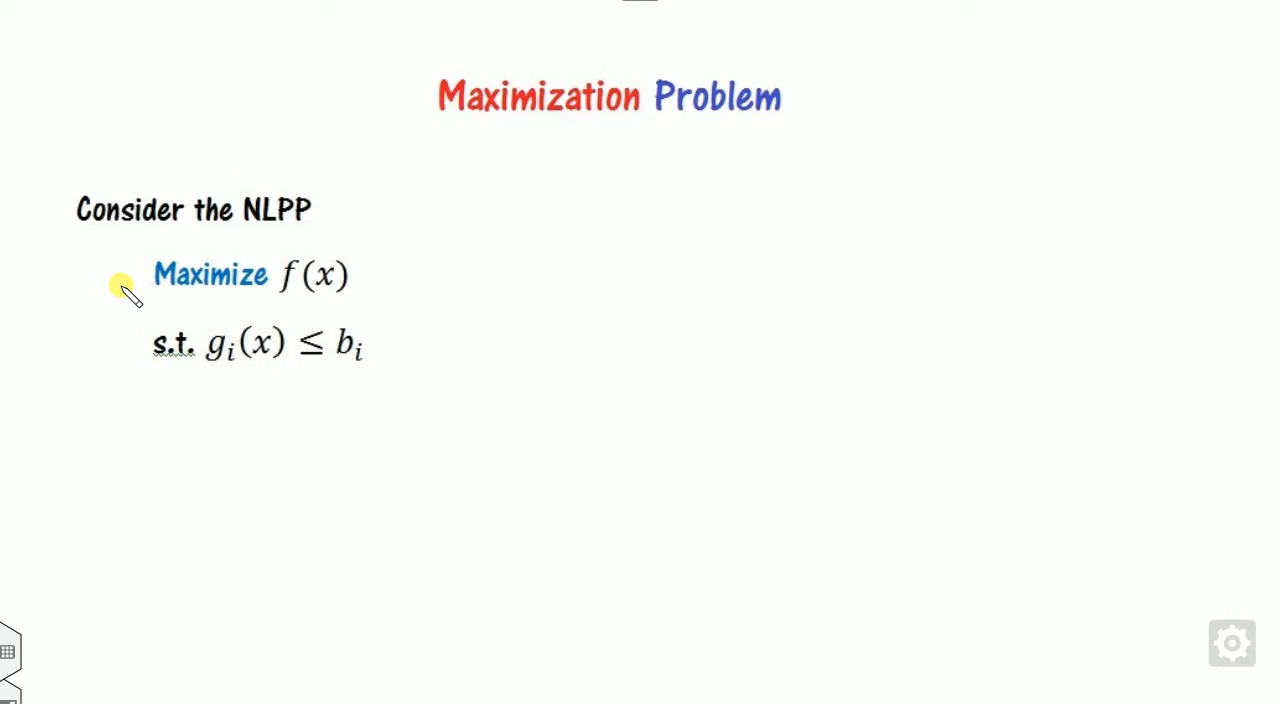 Maximization Problem
Consider the NLPP
Maximize f(x)
s.t. gᵢ(x) ≤ bᵢ